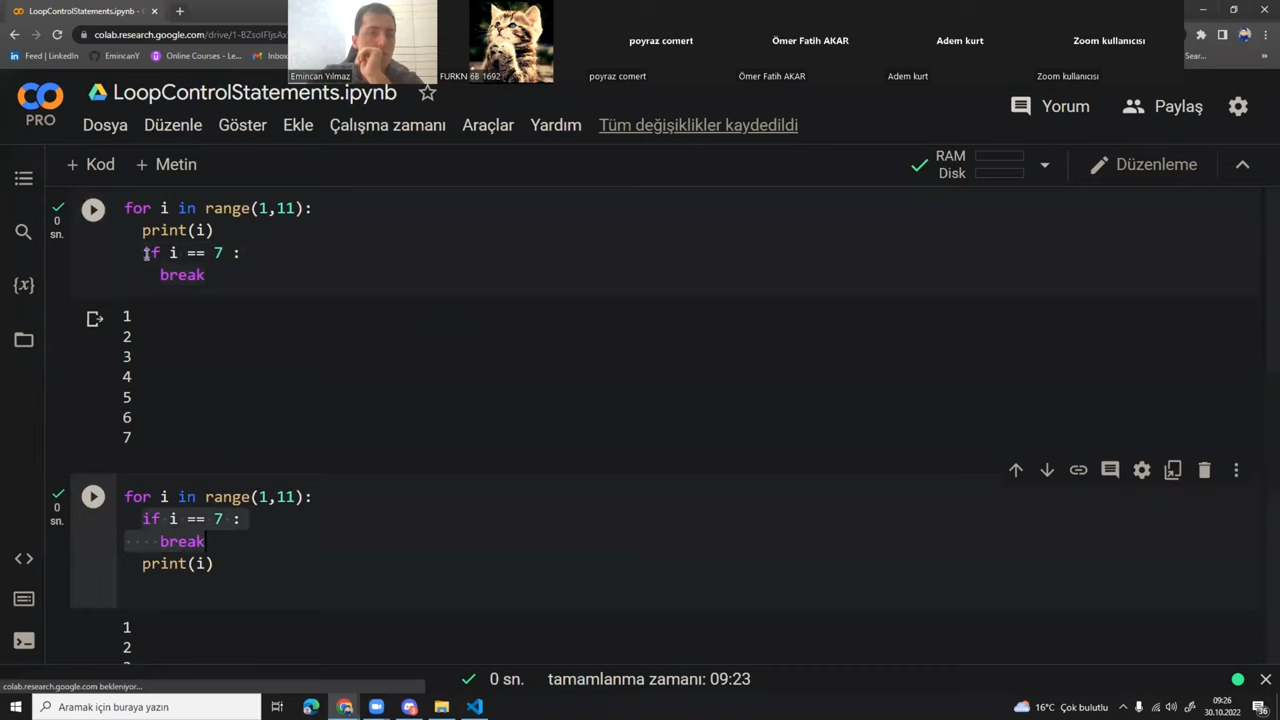 LoopControlStatements.ipynb - C
colab.research.google.com/drive/1-BZsoIFIjsAx
Feed | LinkedIn
EmincanY
Online Courses - Le...
Inbox
Sear...
Emincan Yılmaz
FURKN 6B 1692
poyraz comert
poyraz comert
Ömer Fatih AKAR
Ömer Fatih AKAR
Adem kurt
Adem kurt
Zoom kullanıcısı
Zoom kullanıcısı
PRO
LoopControlStatements.ipynb
Dosya Düzenle Göster Ekle Çalışma zamanı Araçlar Yardım Tüm değişiklikler kaydedildi
Yorum
Paylaş
+ Kod + Metin
RAM
Disk
Düzenleme
0
sn.
for i in range(1,11):
print(i)
if i == 7 :
break
1
2
3
4
5
6
7
0
sn.
for i in range(1,11):
if i == 7 :
break
print(i)
1
2
0 sn. tamamlanma zamanı: 09:23
colab.research.google.com bekleniyor...
Aramak için buraya yazın
16°C Çok bulutlu
09:26
30.10.2022
36